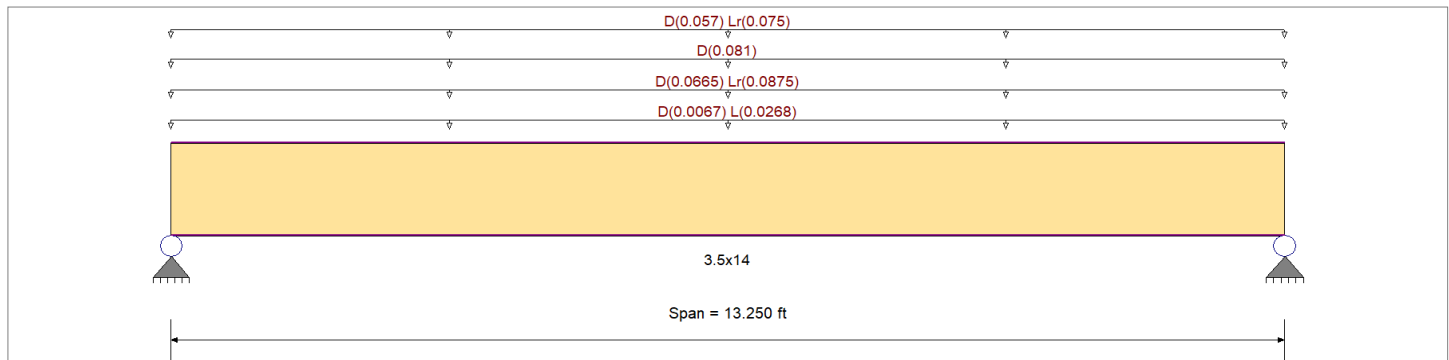 D(0.057) Lr(0.075)
D(0.081)
D(0.0665) Lr(0.0875)
D(0.0067) L(0.0268)
3.5x14
Span = 13.250 ft